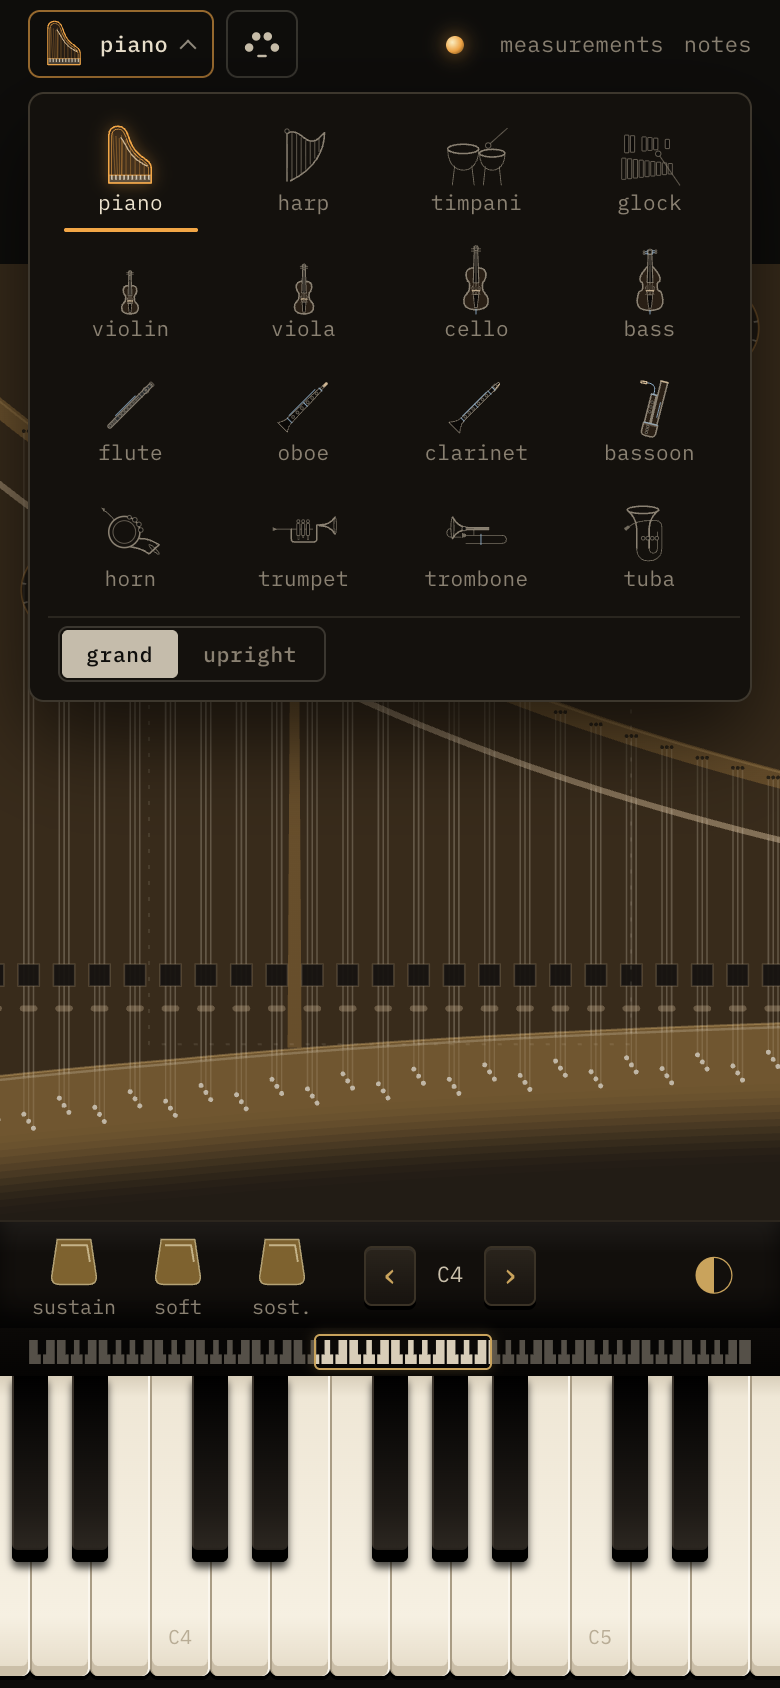 piano
measurements notes
piano harp timpani glock
violin viola cello bass
flute oboe clarinet bassoon
horn trumpet trombone tuba
grand upright
sustain soft sost. C4
C4 C5